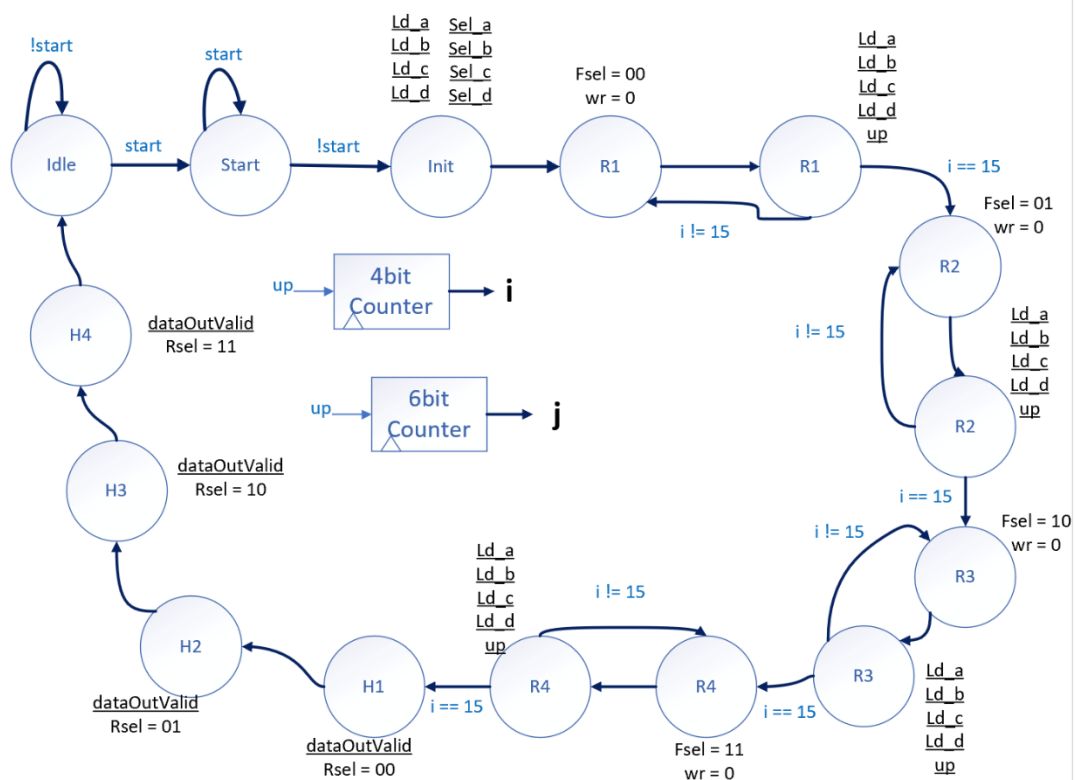 !start
start
Ld_a
Ld_b
Ld_c
Ld_d
Sel_a
Sel_b
Sel_c
Sel_d
Fsel = 00
wr = 0
Ld_a
Ld_b
Ld_c
Ld_d
up
Idle
start
Start
!start
Init
R1
R1
i == 15
i != 15
Fsel = 01
wr = 0
R2
up
4bit
Counter
i
i != 15
Ld_a
Ld_b
Ld_c
Ld_d
up
R2
H4
dataOutValid
Rsel = 11
up
6bit
Counter
j
i == 15
H3
dataOutValid
Rsel = 10
Fsel = 10
wr = 0
i != 15
R3
Ld_a
Ld_b
Ld_c
Ld_d
up
i != 15
H2
dataOutValid
Rsel = 01
H1
dataOutValid
Rsel = 00
i == 15
R4
R4
Fsel = 11
wr = 0
i == 15
R3
Ld_a
Ld_b
Ld_c
Ld_d
up